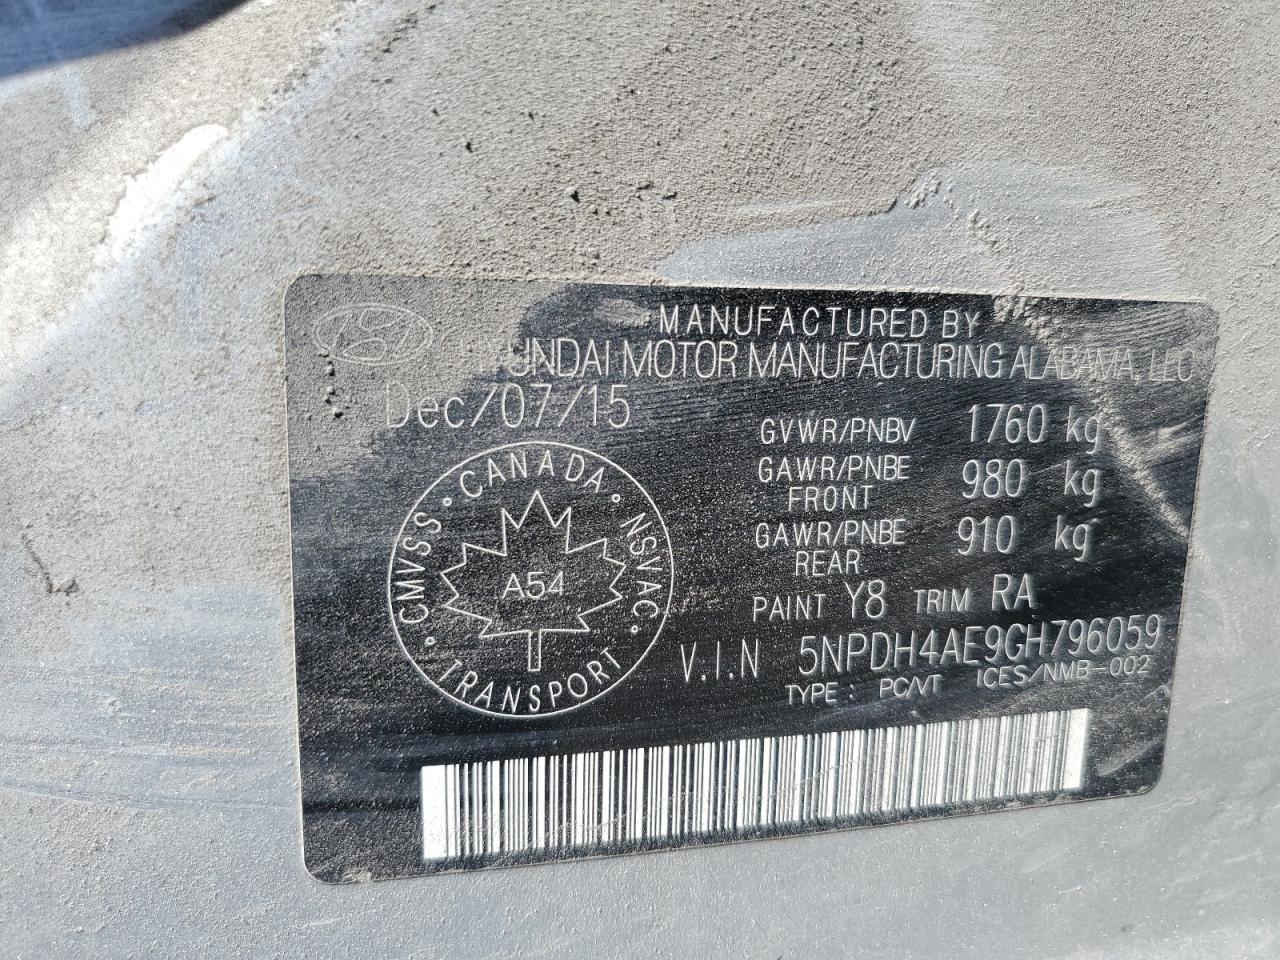 MANUFACTURED BY
UNDAI MOTOR MANUFACTURING ALABAMA, LLC
Dec/07/15
GVWR/PNBV 1760 kg
GAWR/PNBE FRONT 980 kg
GAWR/PNBE REAR 910 kg
PAINT Y8 TRIM RA
V.I.N 5NPDH4AE9GH796059
TYPE : PC/VT ICES/NMB-002
CMVSS · CANADA · NSVAC · TRANSPORT ·
A54